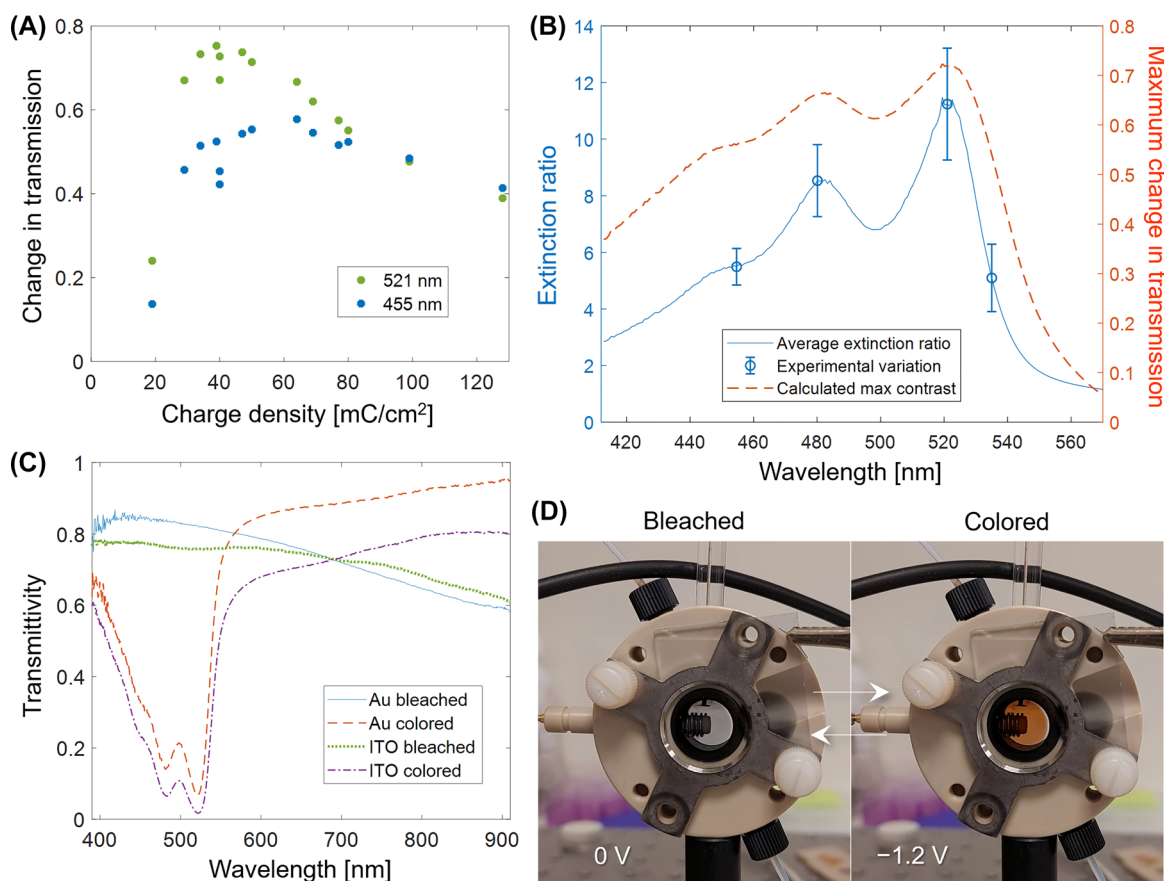 (A)
0.8
0.6
0.4
0.2
0
0
20
40
60
80
100
120
Change in transmission
Charge density [mC/cm²]
521 nm
455 nm
(B)
14
12
10
8
6
4
2
0
0.8
0.7
0.6
0.5
0.4
0.3
0.2
0.1
0
420
440
460
480
500
520
540
560
Extinction ratio
Maximum change in transmission
Wavelength [nm]
Average extinction ratio
Experimental variation
Calculated max contrast
(C)
1
0.8
0.6
0.4
0.2
0
400
500
600
700
800
900
Transmittivity
Wavelength [nm]
Au bleached
Au colored
ITO bleached
ITO colored
(D)
Bleached
Colored
0 V
−1.2 V